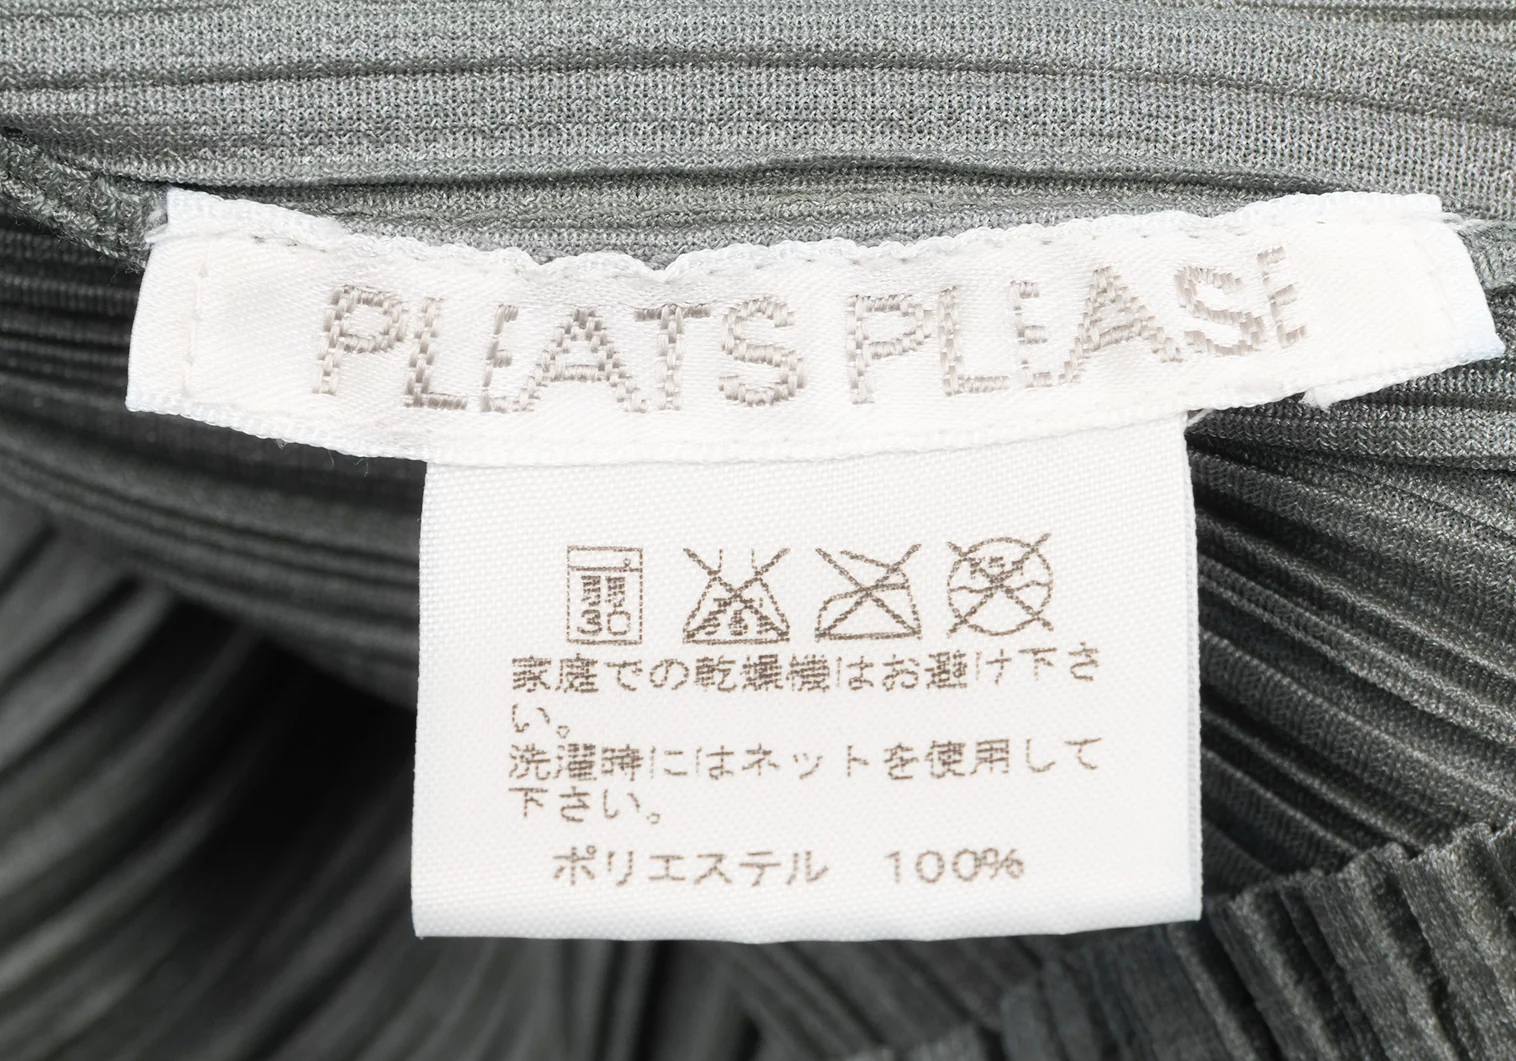 PLEATS PLEASE
30
家庭での乾燥機はお避け下さ
い。
洗濯時にはネットを使用して
下さい。
ポリエステル 100%